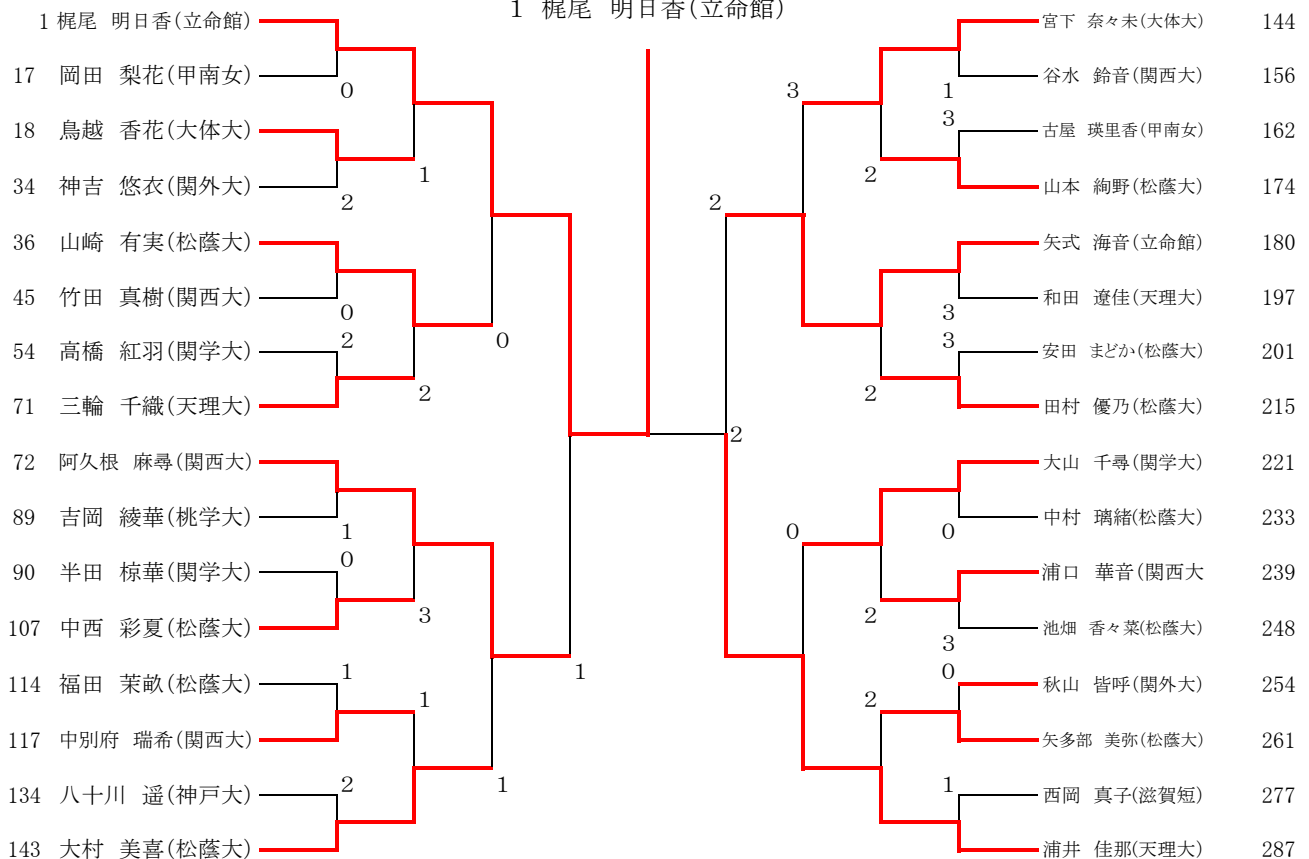 1 梶尾 明日香(立命館)
1 梶尾 明日香(立命館)
17 岡田 梨花(甲南女)
0
18 鳥越 香花(大体大)
1
34 神吉 悠衣(関外大)
2
36 山崎 有実(松蔭大)
45 竹田 真樹(関西大)
0
54 高橋 紅羽(関学大)
2
0
71 三輪 千織(天理大)
2
72 阿久根 麻尋(関西大)
89 吉岡 綾華(桃学大)
1
90 半田 椋華(関学大)
0
107 中西 彩夏(松蔭大)
3
114 福田 茉畝(松蔭大)
1
1
1
117 中別府 瑞希(関西大)
134 八十川 遥(神戸大)
2
1
143 大村 美喜(松蔭大)
宮下 奈々未(大体大) 144
谷水 鈴音(関西大) 156
3
1
古屋 瑛里香(甲南女) 162
3
山本 絢野(松蔭大) 174
2
2
矢式 海音(立命館) 180
和田 遼佳(天理大) 197
3
安田 まどか(松蔭大) 201
3
田村 優乃(松蔭大) 215
2
2
大山 千尋(関学大) 221
中村 璃緒(松蔭大) 233
0
0
浦口 華音(関西大 239
2
池畑 香々菜(松蔭大) 248
3
秋山 皆呼(関外大) 254
0
2
矢多部 美弥(松蔭大) 261
西岡 真子(滋賀短) 277
1
浦井 佳那(天理大) 287